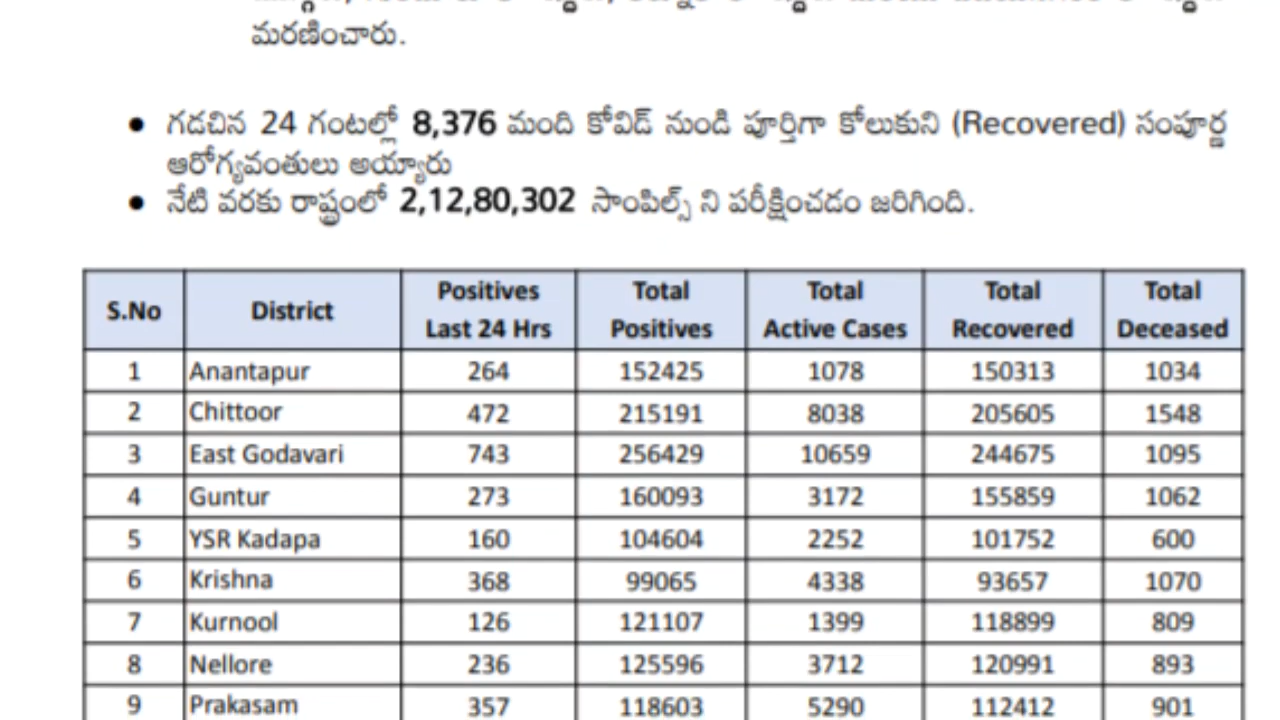 మరణించారు.
• గడచిన 24 గంటల్లో 8,376 మంది కోవిడ్ నుండి పూర్తిగా కోలుకుని (Recovered) సంపూర్ణ
ఆరోగ్యవంతులు అయ్యారు
• నేటి వరకు రాష్ట్రంలో 2,12,80,302 సాంపిల్స్ ని పరీక్షించడం జరిగింది.
S.No District Positives Last 24 Hrs Total Positives Total Active Cases Total Recovered Total Deceased
1 Anantapur 264 152425 1078 150313 1034
2 Chittoor 472 215191 8038 205605 1548
3 East Godavari 743 256429 10659 244675 1095
4 Guntur 273 160093 3172 155859 1062
5 YSR Kadapa 160 104604 2252 101752 600
6 Krishna 368 99065 4338 93657 1070
7 Kurnool 126 121107 1399 118899 809
8 Nellore 236 125596 3712 120991 893
9 Prakasam 357 118603 5290 112412 901